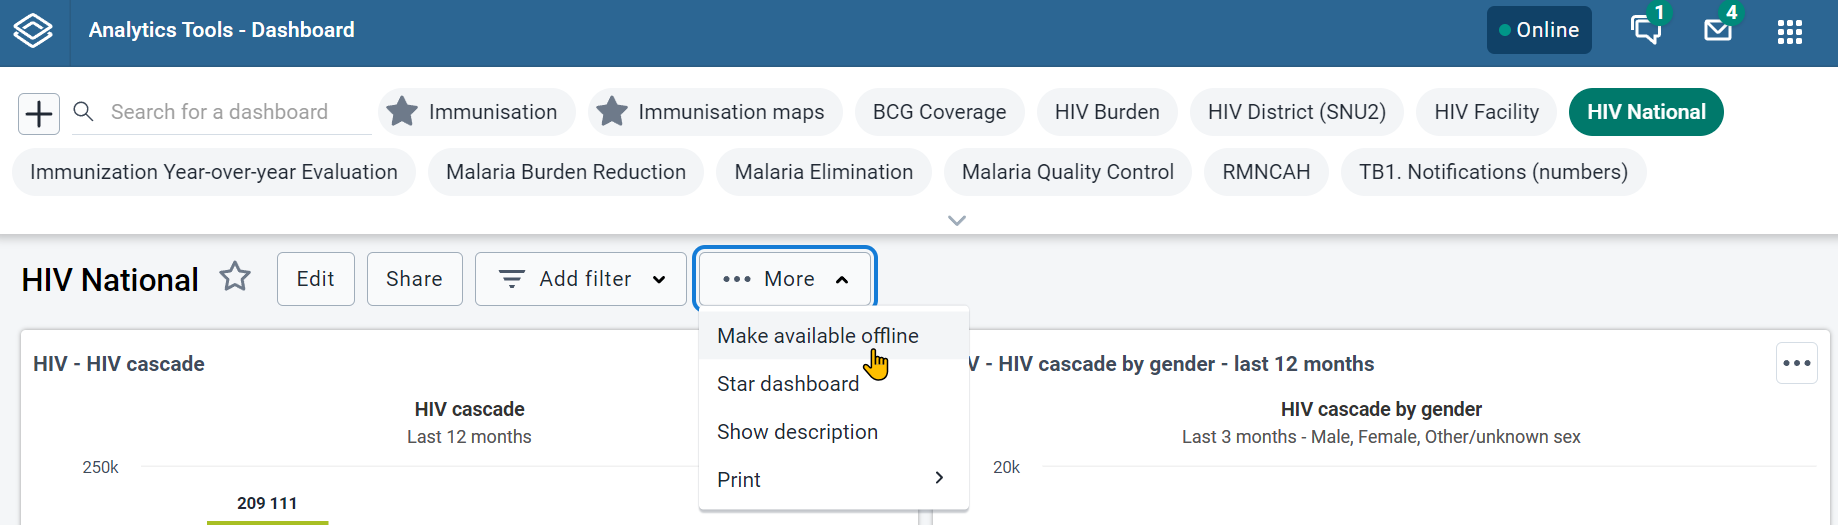 Analytics Tools - Dashboard
Online
1
4
Search for a dashboard
Immunisation
Immunisation maps
BCG Coverage
HIV Burden
HIV District (SNU2)
HIV Facility
HIV National
Immunization Year-over-year Evaluation
Malaria Burden Reduction
Malaria Elimination
Malaria Quality Control
RMNCAH
TB1. Notifications (numbers)
HIV National
Edit
Share
Add filter
More
Make available offline
Star dashboard
Show description
Print
HIV - HIV cascade
HIV cascade
Last 12 months
250k
209 111
V - HIV cascade by gender - last 12 months
HIV cascade by gender
Last 3 months - Male, Female, Other/unknown sex
20k